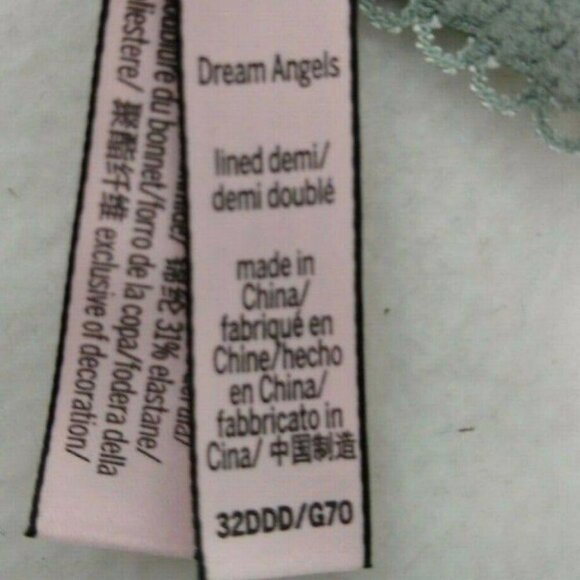 Dream Angels
lined demi/
demi doublé
made in
China/
fabriqué en
Chine/hecho
en China/
fabbricato in
Cina/ 中国制造
32DDD/G70
du bonnet/forro de la copa/fodera della
聚酯纤维 exclusive of decoration/
锦纶 31% elastane/